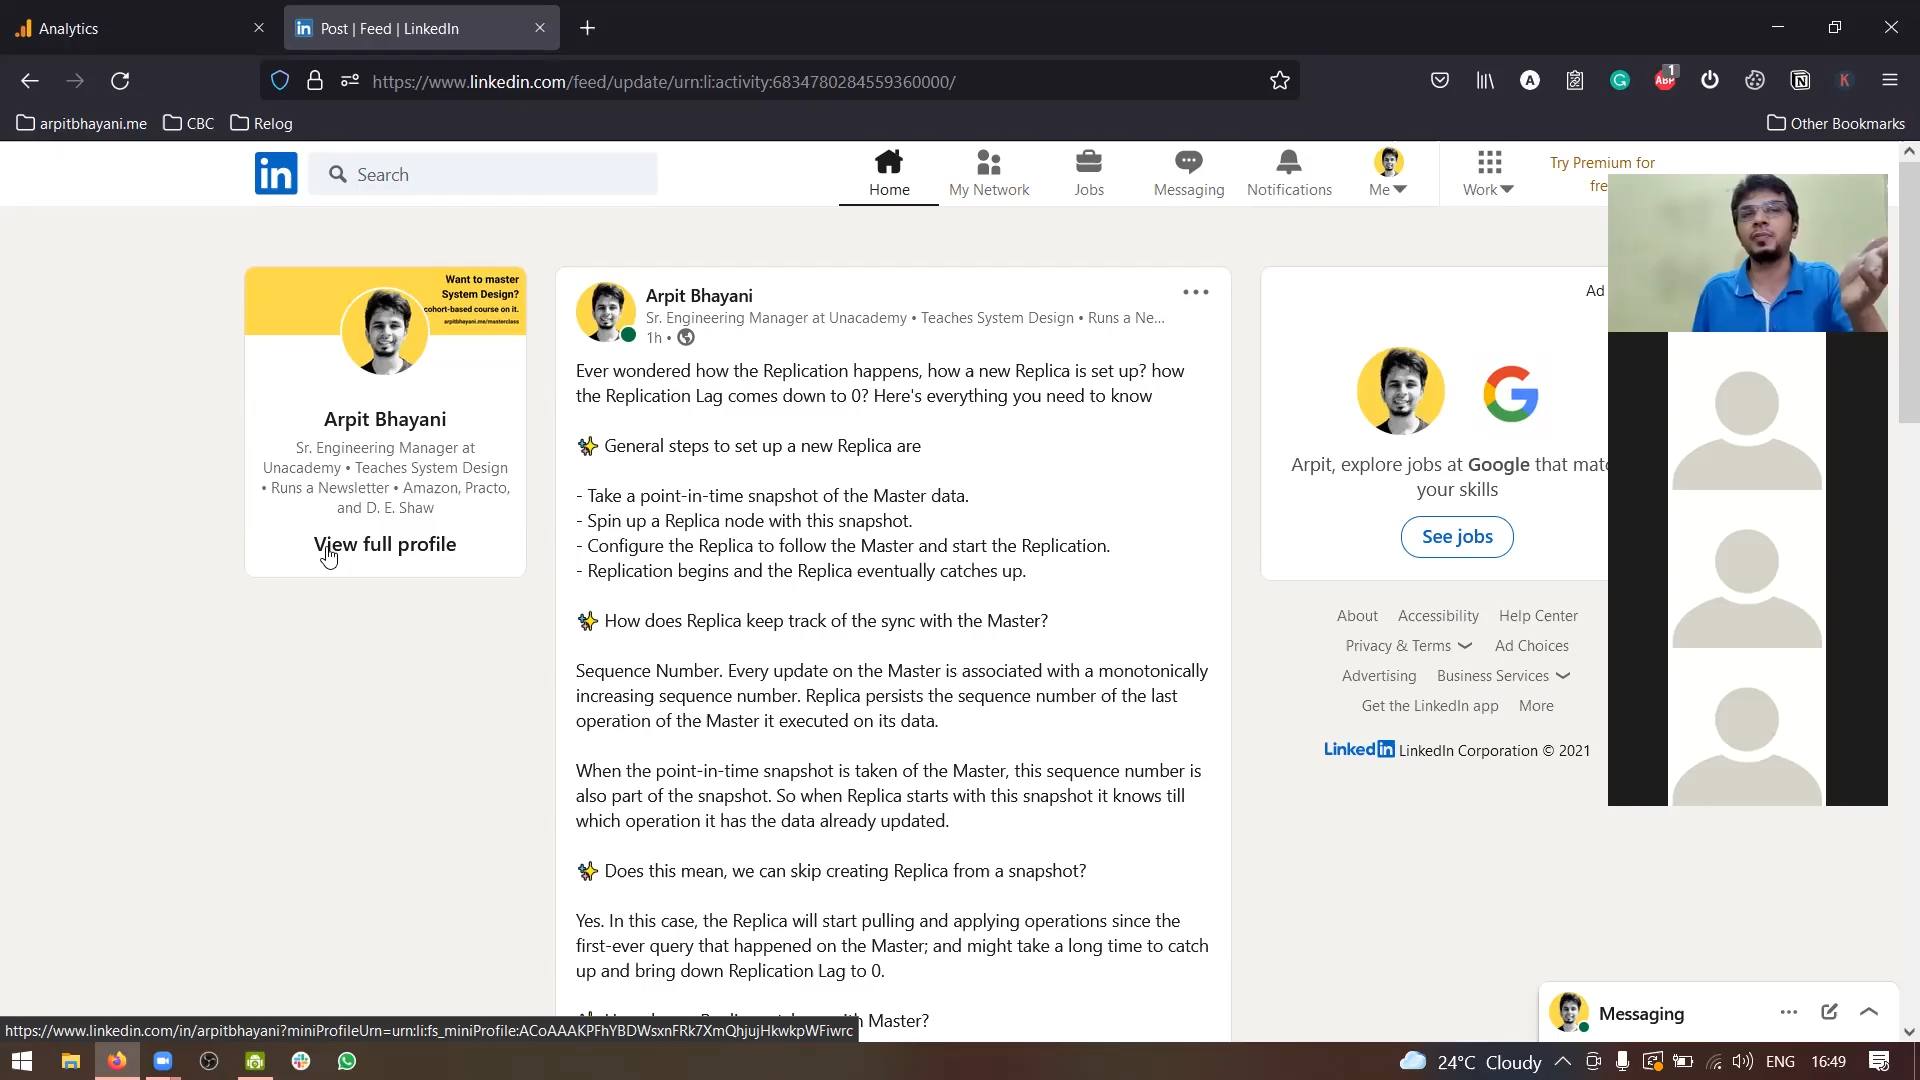 Analytics
Post | Feed | LinkedIn
https://www.linkedin.com/feed/update/urn:li:activity:6834780284559360000/
A
G
ABP
1
N
K
arpitbhayani.me
CBC
Relog
Other Bookmarks
in
Search
Home
My Network
Jobs
Messaging
Notifications
Me
Work
Try Premium for
fre
Want to master
System Design?
cohort-based course on it.
arpitbhayani.me/masterclass
Arpit Bhayani
Sr. Engineering Manager at
Unacademy • Teaches System Design
• Runs a Newsletter • Amazon, Practo,
and D. E. Shaw
View full profile
Arpit Bhayani
Sr. Engineering Manager at Unacademy • Teaches System Design • Runs a Ne...
1h •
Ever wondered how the Replication happens, how a new Replica is set up? how
the Replication Lag comes down to 0? Here's everything you need to know
✨ General steps to set up a new Replica are
- Take a point-in-time snapshot of the Master data.
- Spin up a Replica node with this snapshot.
- Configure the Replica to follow the Master and start the Replication.
- Replication begins and the Replica eventually catches up.
✨ How does Replica keep track of the sync with the Master?
Sequence Number. Every update on the Master is associated with a monotonically
increasing sequence number. Replica persists the sequence number of the last
operation of the Master it executed on its data.
When the point-in-time snapshot is taken of the Master, this sequence number is
also part of the snapshot. So when Replica starts with this snapshot it knows till
which operation it has the data already updated.
✨ Does this mean, we can skip creating Replica from a snapshot?
Yes. In this case, the Replica will start pulling and applying operations since the
first-ever query that happened on the Master; and might take a long time to catch
up and bring down Replication Lag to 0.
Master?
Ad
Arpit, explore jobs at Google that matc
your skills
See jobs
About Accessibility Help Center
Privacy & Terms Ad Choices
Advertising Business Services
Get the LinkedIn app More
LinkedIn LinkedIn Corporation © 2021
Messaging
https://www.linkedin.com/in/arpitbhayani?miniProfileUrn=urn:li:fs_miniProfile:ACoAAAKPFhYBDWsxnFRk7XmQhjujHkwkpWFiwrc
24°C Cloudy
ENG
16:49